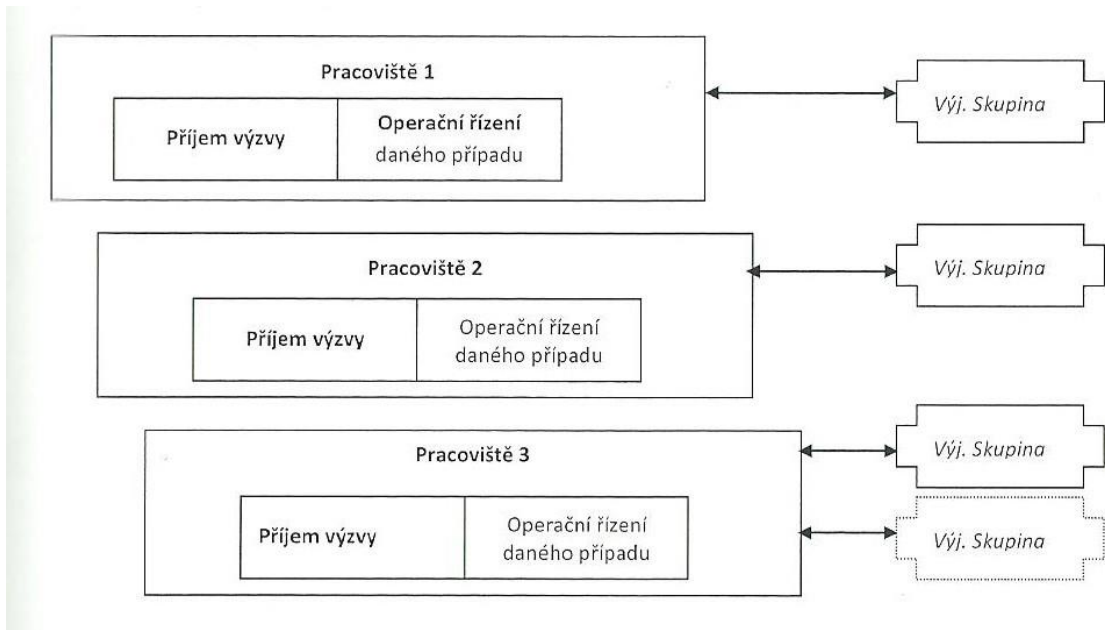 Pracoviště 1
Příjem výzvy
Operační řízení
daného případu
Výj. Skupina
Pracoviště 2
Příjem výzvy
Operační řízení
daného případu
Výj. Skupina
Pracoviště 3
Příjem výzvy
Operační řízení
daného případu
Výj. Skupina
Výj. Skupina